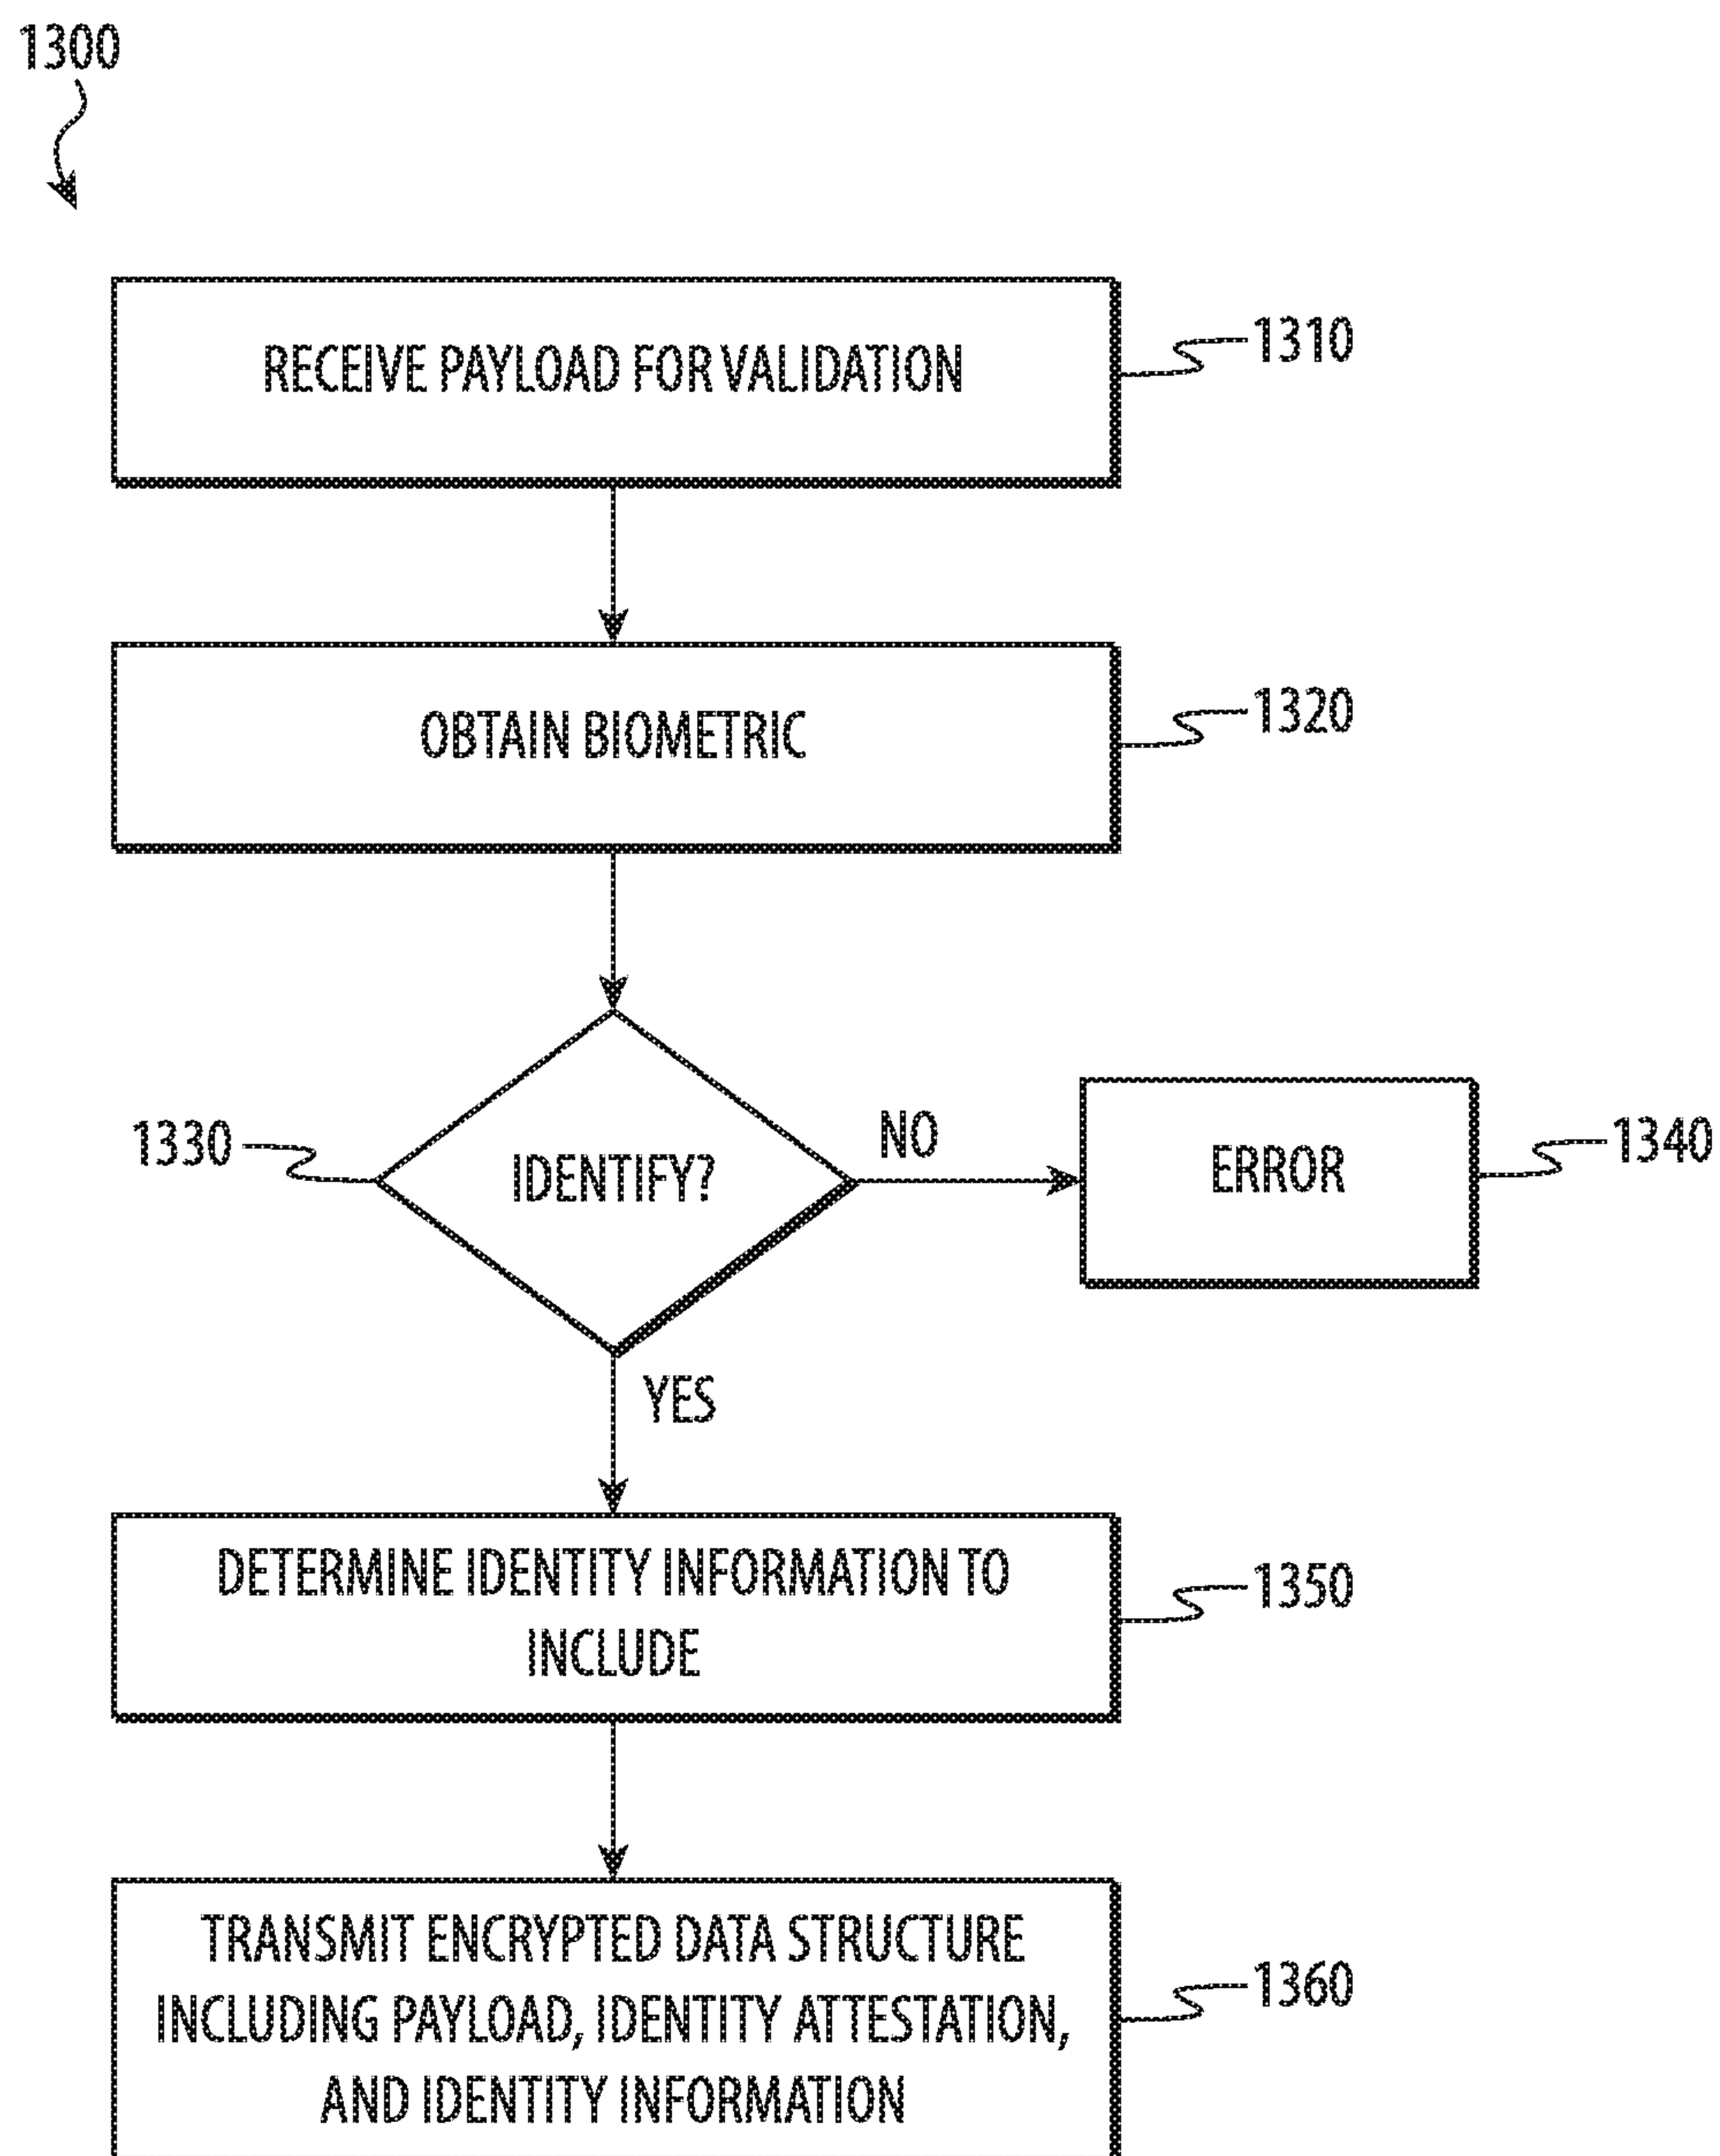 1300
RECEIVE PAYLOAD FOR VALIDATION
1310
OBTAIN BIOMETRIC
1320
1330
IDENTIFY?
NO
ERROR
1340
YES
DETERMINE IDENTITY INFORMATION TO
INCLUDE
1350
TRANSMIT ENCRYPTED DATA STRUCTURE
INCLUDING PAYLOAD, IDENTITY ATTESTATION,
AND IDENTITY INFORMATION
1360